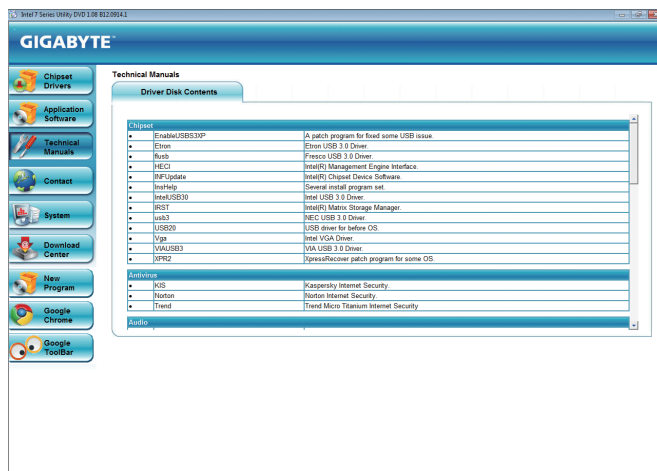 Intel 7 Series Utility DVD 1.08 B12.0914.1
GIGABYTE™
Chipset
Drivers
Application
Software
Technical
Manuals
Contact
System
Download
Center
New
Program
Google
Chrome
Google
ToolBar
Technical Manuals
Driver Disk Contents
Chipset
• EnableUSBS3XP A patch program for fixed some USB issue.
• Etron Etron USB 3.0 Driver.
• flusb Fresco USB 3.0 Driver.
• HECI Intel(R) Management Engine Interface.
• INFUpdate Intel(R) Chipset Device Software.
• InsHelp Several install program set.
• IntelUSB30 Intel USB 3.0 Driver.
• IRST Intel(R) Matrix Storage Manager.
• usb3 NEC USB 3.0 Driver.
• USB20 USB driver for before OS.
• Vga Intel VGA Driver.
• VIAUSB3 VIA USB 3.0 Driver.
• XPR2 XpressRecover patch program for some OS.
Antivirus
• KIS Kaspersky Internet Security.
• Norton Norton Internet Security.
• Trend Trend Micro Titanium Internet Security
Audio